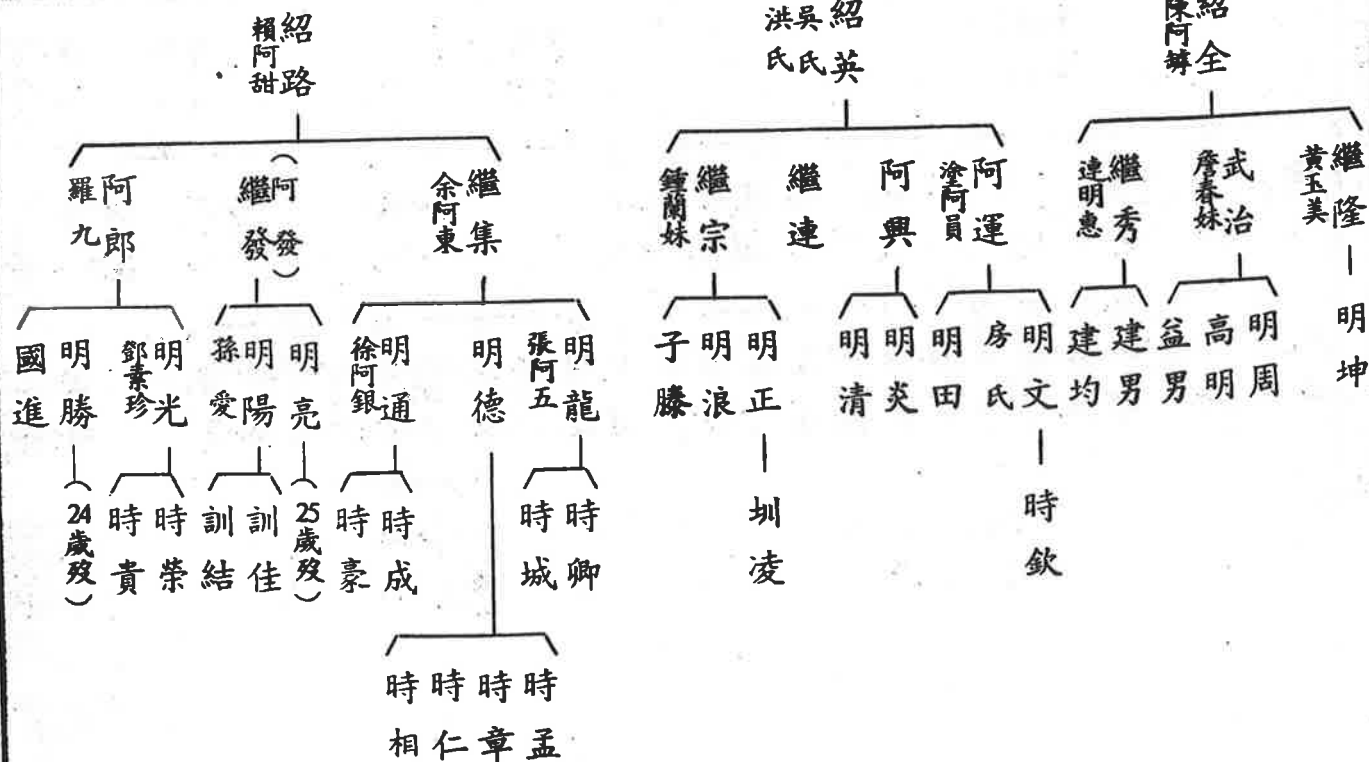 紹全
陳阿
紹英
吳氏
洪氏
紹路
賴阿甜
繼隆
黃玉美
武治
詹春妹
繼秀
連明惠
阿運
塗阿員
阿興
繼連
繼宗
鍾蘭妹
繼集
余阿東
(阿發)
繼發
阿郎
羅九
明坤
明周
高明
益男
建男
建均
明文
房氏
明田
明炎
明清
明正
明浪
子滕
明龍
張阿五
明德
明通
徐阿銀
明亮
明陽
孫愛
明光
鄧素珍
明勝
國進
時欽
圳凌
時卿
時城
時成
時豪
(25歲歿)
訓佳
訓結
時榮
時貴
(24歲歿)
時孟
時章
時仁
時相